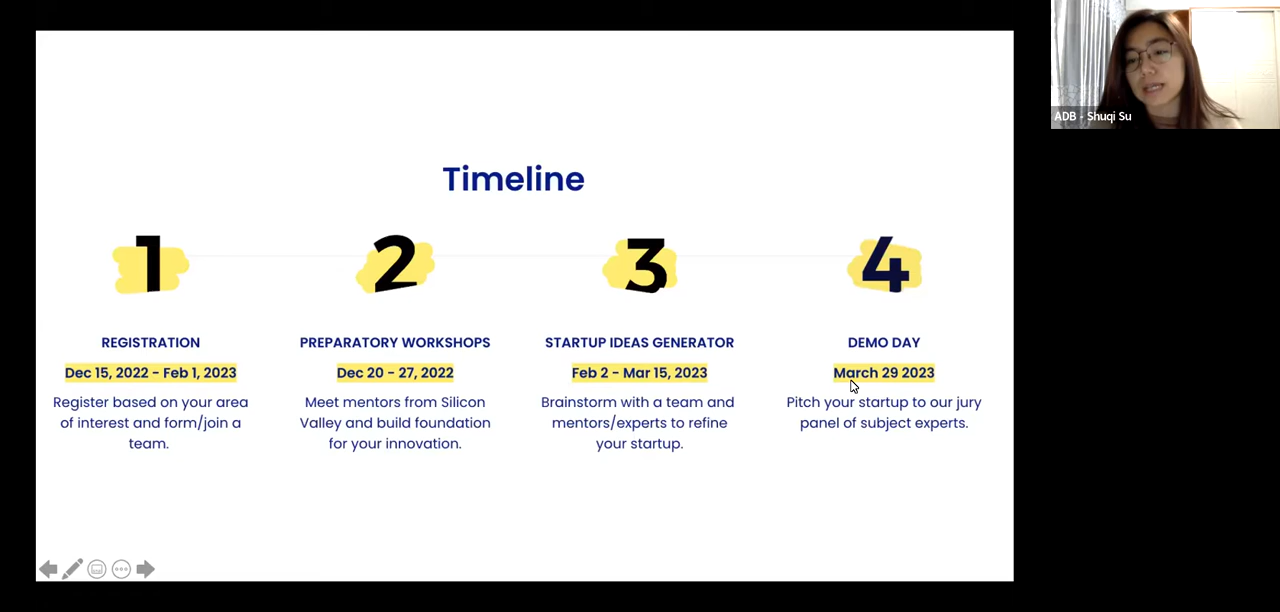 Timeline
1
2
3
4
REGISTRATION
Dec 15, 2022 - Feb 1, 2023
Register based on your area
of interest and form/join a
team.
PREPARATORY WORKSHOPS
Dec 20 - 27, 2022
Meet mentors from Silicon
Valley and build foundation
for your innovation.
STARTUP IDEAS GENERATOR
Feb 2 - Mar 15, 2023
Brainstorm with a team and
mentors/experts to refine
your startup.
DEMO DAY
March 29 2023
Pitch your startup to our jury
panel of subject experts.
ADB - Shuqi Su